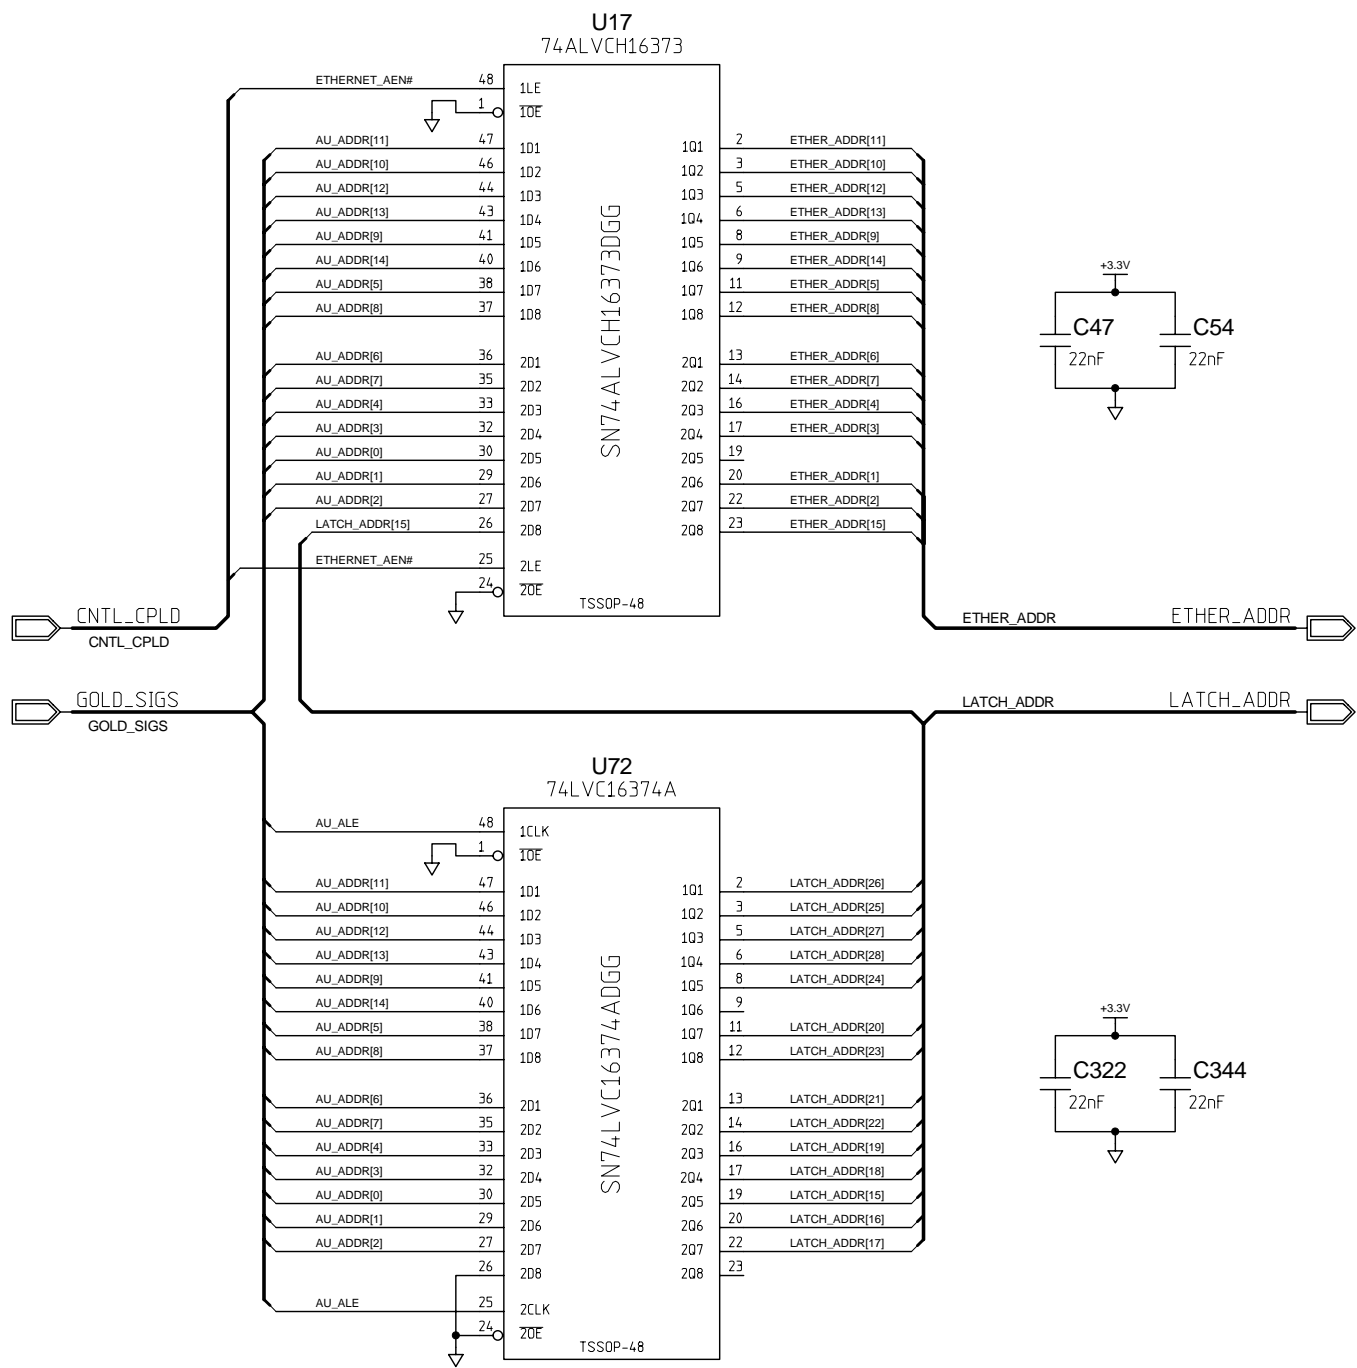 U17
74ALVCH16373
ETHERNET_AEN# 48 1LE
1 1OE
AU_ADDR[11] 47 1D1 1Q1 2 ETHER_ADDR[11]
AU_ADDR[10] 46 1D2 1Q2 3 ETHER_ADDR[10]
AU_ADDR[12] 44 1D3 1Q3 5 ETHER_ADDR[12]
AU_ADDR[13] 43 1D4 1Q4 6 ETHER_ADDR[13]
AU_ADDR[9] 41 1D5 1Q5 8 ETHER_ADDR[9]
AU_ADDR[14] 40 1D6 1Q6 9 ETHER_ADDR[14]
AU_ADDR[5] 38 1D7 1Q7 11 ETHER_ADDR[5]
AU_ADDR[8] 37 1D8 1Q8 12 ETHER_ADDR[8]
AU_ADDR[6] 36 2D1 2Q1 13 ETHER_ADDR[6]
AU_ADDR[7] 35 2D2 2Q2 14 ETHER_ADDR[7]
AU_ADDR[4] 33 2D3 2Q3 16 ETHER_ADDR[4]
AU_ADDR[3] 32 2D4 2Q4 17 ETHER_ADDR[3]
AU_ADDR[0] 30 2D5 2Q5 19
AU_ADDR[1] 29 2D6 2Q6 20 ETHER_ADDR[1]
AU_ADDR[2] 27 2D7 2Q7 22 ETHER_ADDR[2]
LATCH_ADDR[15] 26 2D8 2Q8 23 ETHER_ADDR[15]
ETHERNET_AEN# 25 2LE
24 2OE
SN74ALVCH16373DGG
TSSOP-48
+3.3V
C47 C54
22nF 22nF
CNTL_CPLD
CNTL_CPLD
ETHER_ADDR ETHER_ADDR
GOLD_SIGS
GOLD_SIGS
LATCH_ADDR LATCH_ADDR
U72
74LVC16374A
AU_ALE 48 1CLK
1 1OE
AU_ADDR[11] 47 1D1 1Q1 2 LATCH_ADDR[26]
AU_ADDR[10] 46 1D2 1Q2 3 LATCH_ADDR[25]
AU_ADDR[12] 44 1D3 1Q3 5 LATCH_ADDR[27]
AU_ADDR[13] 43 1D4 1Q4 6 LATCH_ADDR[28]
AU_ADDR[9] 41 1D5 1Q5 8 LATCH_ADDR[24]
AU_ADDR[14] 40 1D6 1Q6 9
AU_ADDR[5] 38 1D7 1Q7 11 LATCH_ADDR[20]
AU_ADDR[8] 37 1D8 1Q8 12 LATCH_ADDR[23]
AU_ADDR[6] 36 2D1 2Q1 13 LATCH_ADDR[21]
AU_ADDR[7] 35 2D2 2Q2 14 LATCH_ADDR[22]
AU_ADDR[4] 33 2D3 2Q3 16 LATCH_ADDR[19]
AU_ADDR[3] 32 2D4 2Q4 17 LATCH_ADDR[18]
AU_ADDR[0] 30 2D5 2Q5 19 LATCH_ADDR[15]
AU_ADDR[1] 29 2D6 2Q6 20 LATCH_ADDR[16]
AU_ADDR[2] 27 2D7 2Q7 22 LATCH_ADDR[17]
26 2D8 2Q8 23
AU_ALE 25 2CLK
24 2OE
SN74LVC16374ADGG
TSSOP-48
+3.3V
C322 C344
22nF 22nF